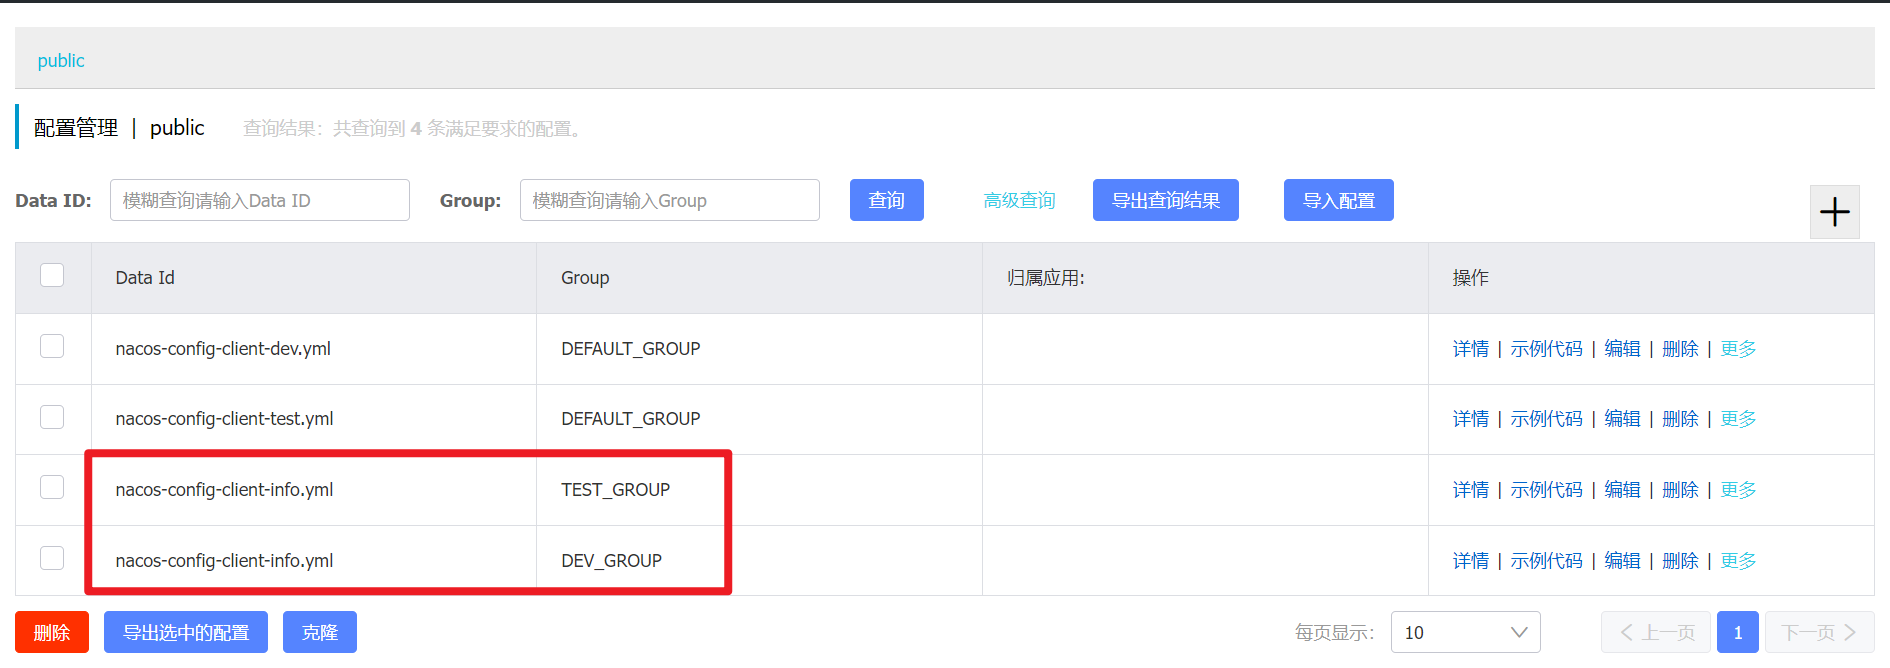 public
配置管理 | public 查询结果：共查询到 4 条满足要求的配置。
Data ID: 模糊查询请输入Data ID Group: 模糊查询请输入Group 查询 高级查询 导出查询结果 导入配置
Data Id Group 归属应用: 操作
nacos-config-client-dev.yml DEFAULT_GROUP 详情 | 示例代码 | 编辑 | 删除 | 更多
nacos-config-client-test.yml DEFAULT_GROUP 详情 | 示例代码 | 编辑 | 删除 | 更多
nacos-config-client-info.yml TEST_GROUP 详情 | 示例代码 | 编辑 | 删除 | 更多
nacos-config-client-info.yml DEV_GROUP 详情 | 示例代码 | 编辑 | 删除 | 更多
删除 导出选中的配置 克隆 每页显示： 10 上一页 1 下一页